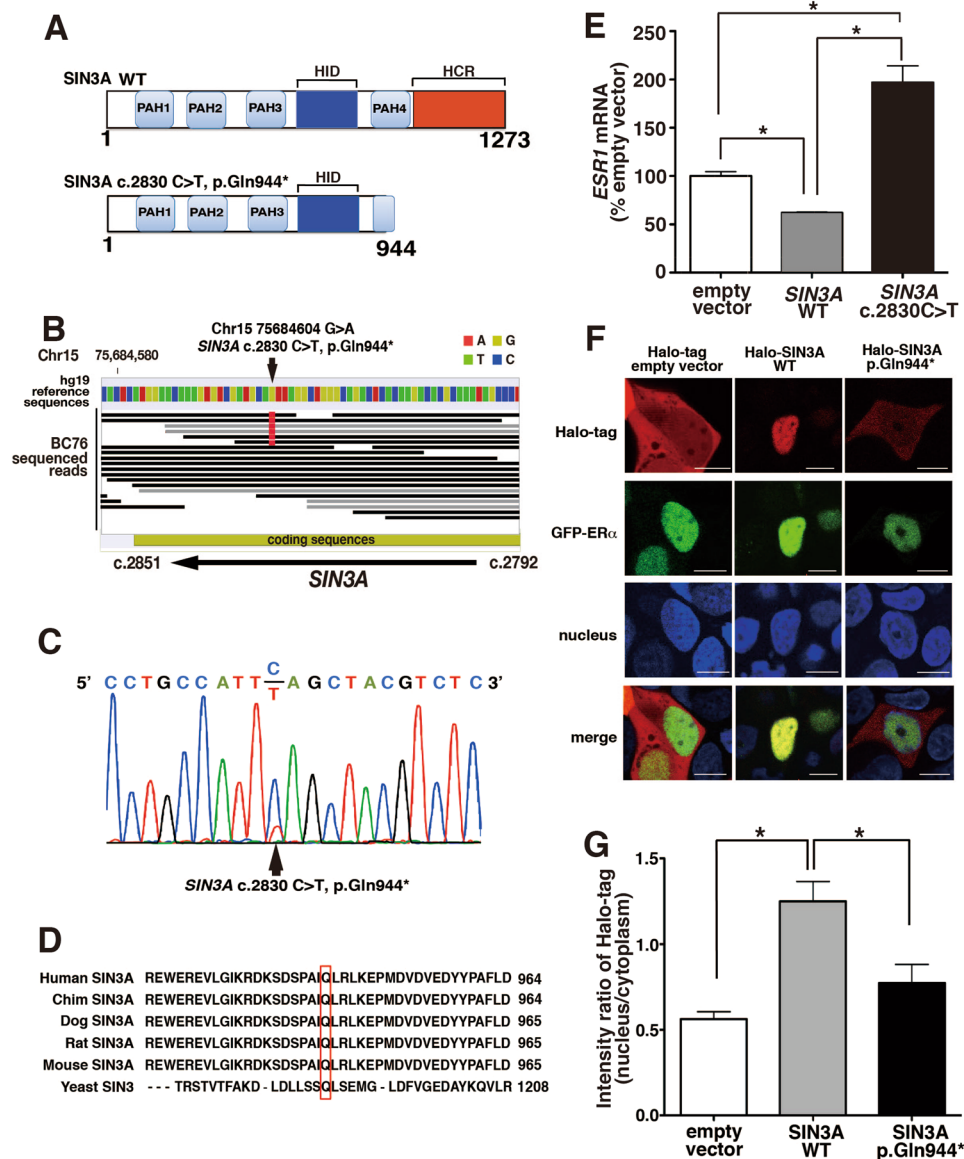 A
SIN3A WT
HID
HCR
PAH1
PAH2
PAH3
PAH4
1
1273
SIN3A c.2830 C>T, p.Gln944*
HID
PAH1
PAH2
PAH3
1
944
B
Chr15 75684604 G>A
SIN3A c.2830 C>T, p.Gln944*
A
G
T
C
Chr15
75,684,580
hg19
reference
sequences
BC76
sequenced
reads
coding sequences
c.2851
c.2792
SIN3A
C
5' CCTGCCATT C AGCTACGTCTC 3'
T
SIN3A c.2830 C>T, p.Gln944*
D
Human SIN3A REWEREVLGIKRDKSDSPAIQLRLKEPMDVDVEDYYPAFLD 964
Chim SIN3A REWEREVLGIKRDKSDSPAIQLRLKEPMDVDVEDYYPAFLD 964
Dog SIN3A REWEREVLGIKRDKSDSPAIQLRLKEPMDVDVEDYYPAFLD 965
Rat SIN3A REWEREVLGIKRDKSDSPAIQLRLKEPMDVDVEDYYPAFLD 965
Mouse SIN3A REWEREVLGIKRDKSDSPAIQLRLKEPMDVDVEDYYPAFLD 965
Yeast SIN3 ---TRSTVTFAKD-LDLLSSQLSEMG-LDFVGEDAYKQVLR 1208
E
ESR1 mRNA
(% empty vector)
250
200
150
100
50
0
*
*
*
empty
vector
SIN3A
WT
SIN3A
c.2830C>T
F
Halo-tag
empty vector
Halo-SIN3A
WT
Halo-SIN3A
p.Gln944*
Halo-tag
GFP-ERα
nucleus
merge
G
Intensity ratio of Halo-tag
(nucleus/cytoplasm)
1.5
1.0
0.5
0.0
*
*
empty
vector
SIN3A
WT
SIN3A
p.Gln944*